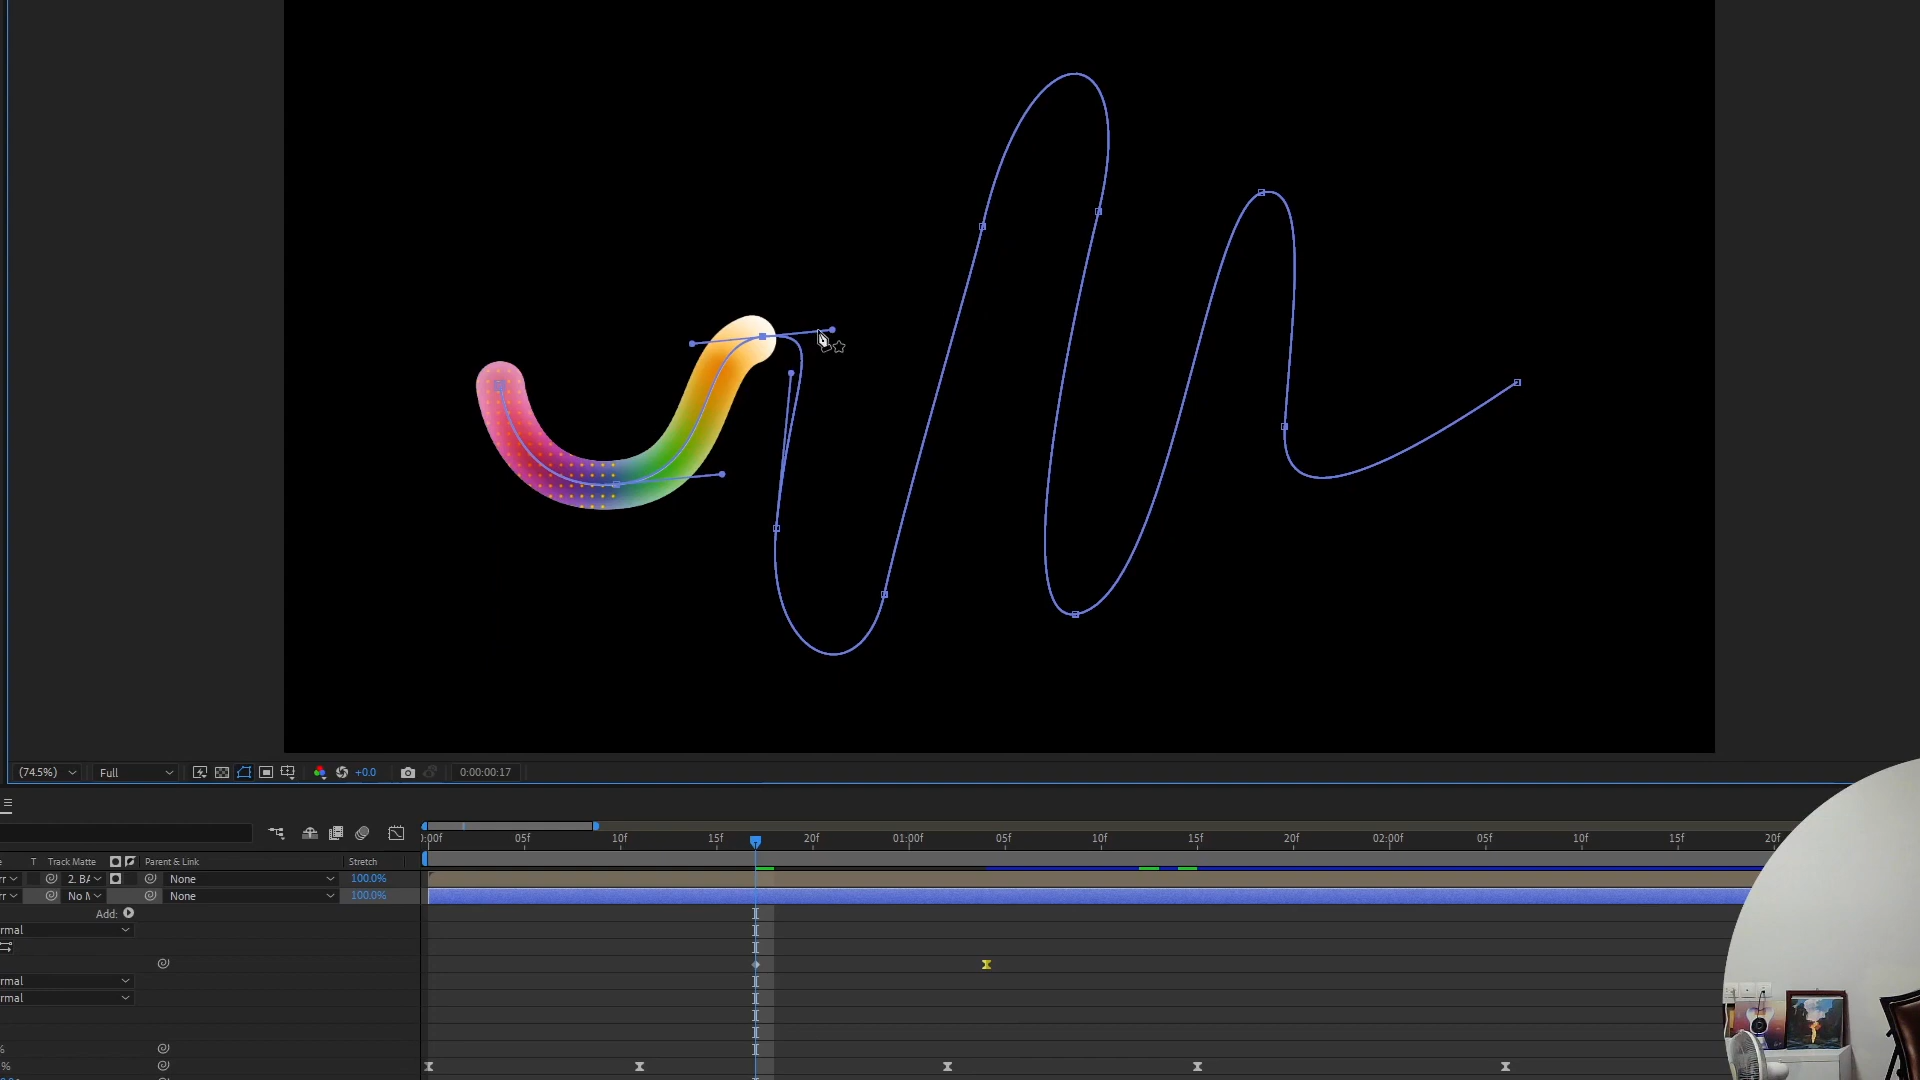 (74.5%) Full +0.0 0:00:00:17
0:00f 05f 10f 15f 20f 01:00f 05f 10f 15f 20f 02:00f 05f 10f 15f 20f
T Track Matte Parent & Link Stretch
2. BA None 100.0%
No M None 100.0%
Add:
rmal
rmal
rmal
%
%